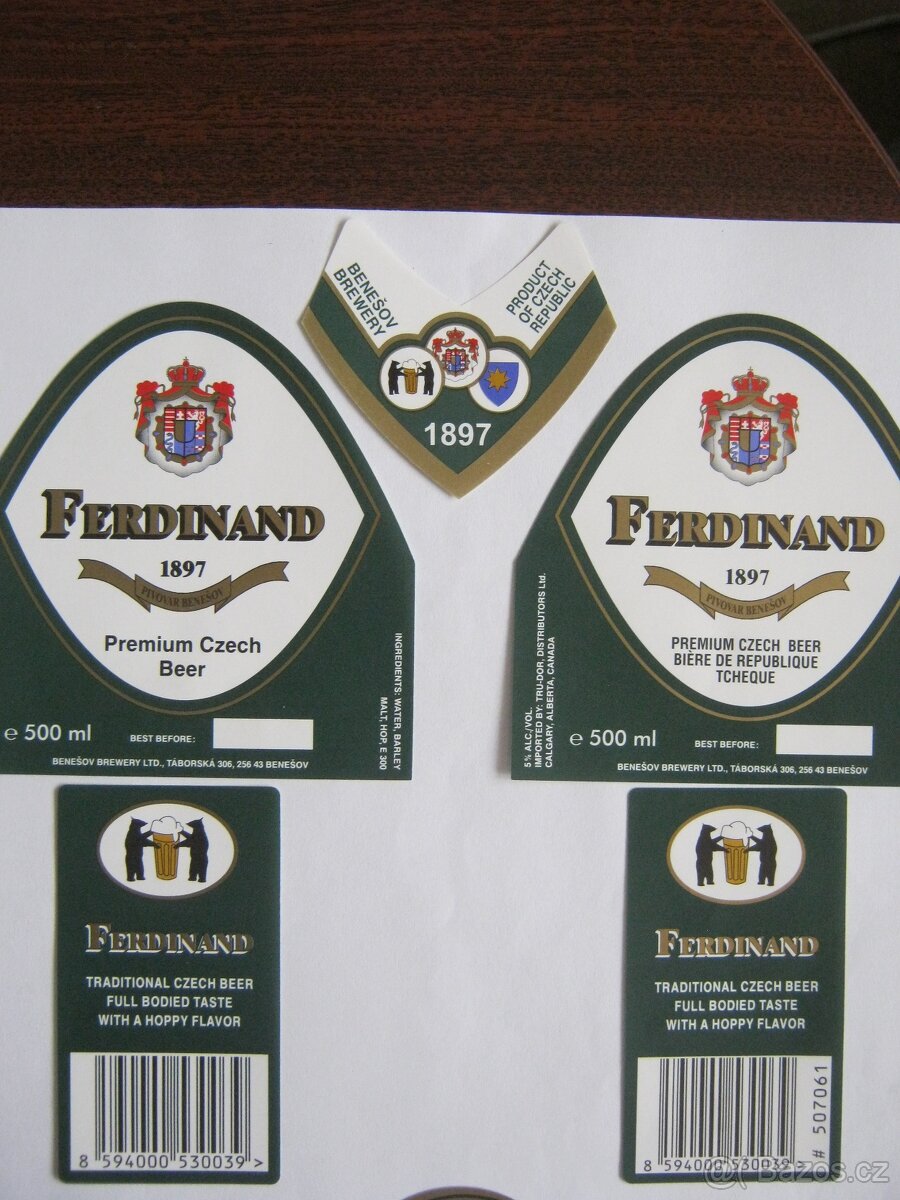 BENEŠOV
BREWERY
PRODUCT
OF CZECH
REPUBLIC
1897
FERDINAND
1897
PIVOVAR BENEŠOV
Premium Czech
Beer
INGREDIENTS: WATER, BARLEY
MALT, HOP, E 300
e 500 ml
BEST BEFORE:
BENEŠOV BREWERY LTD., TÁBORSKÁ 306, 256 43 BENEŠOV
FERDINAND
1897
PIVOVAR BENEŠOV
PREMIUM CZECH BEER
BIÈRE DE REPUBLIQUE
TCHEQUE
5 % ALC./VOL.
IMPORTED BY: TRU-DOR, DISTRIBUTORS Ltd.
CALGARY, ALBERTA, CANADA
e 500 ml
BEST BEFORE:
BENEŠOV BREWERY LTD., TÁBORSKÁ 306, 256 43 BENEŠOV
FERDINAND
TRADITIONAL CZECH BEER
FULL BODIED TASTE
WITH A HOPPY FLAVOR
8 594000 530039 >
FERDINAND
TRADITIONAL CZECH BEER
FULL BODIED TASTE
WITH A HOPPY FLAVOR
8 594000 530039 >
# 507061
Bazos.cz